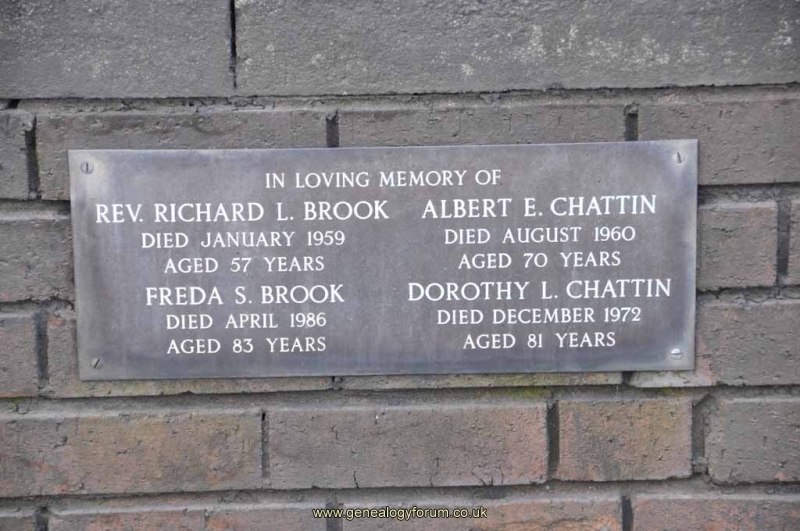 IN LOVING MEMORY OF
REV. RICHARD L. BROOK
DIED JANUARY 1959
AGED 57 YEARS
FREDA S. BROOK
DIED APRIL 1986
AGED 83 YEARS
ALBERT E. CHATTIN
DIED AUGUST 1960
AGED 70 YEARS
DOROTHY L. CHATTIN
DIED DECEMBER 1972
AGED 81 YEARS
www.genealogyforum.co.uk